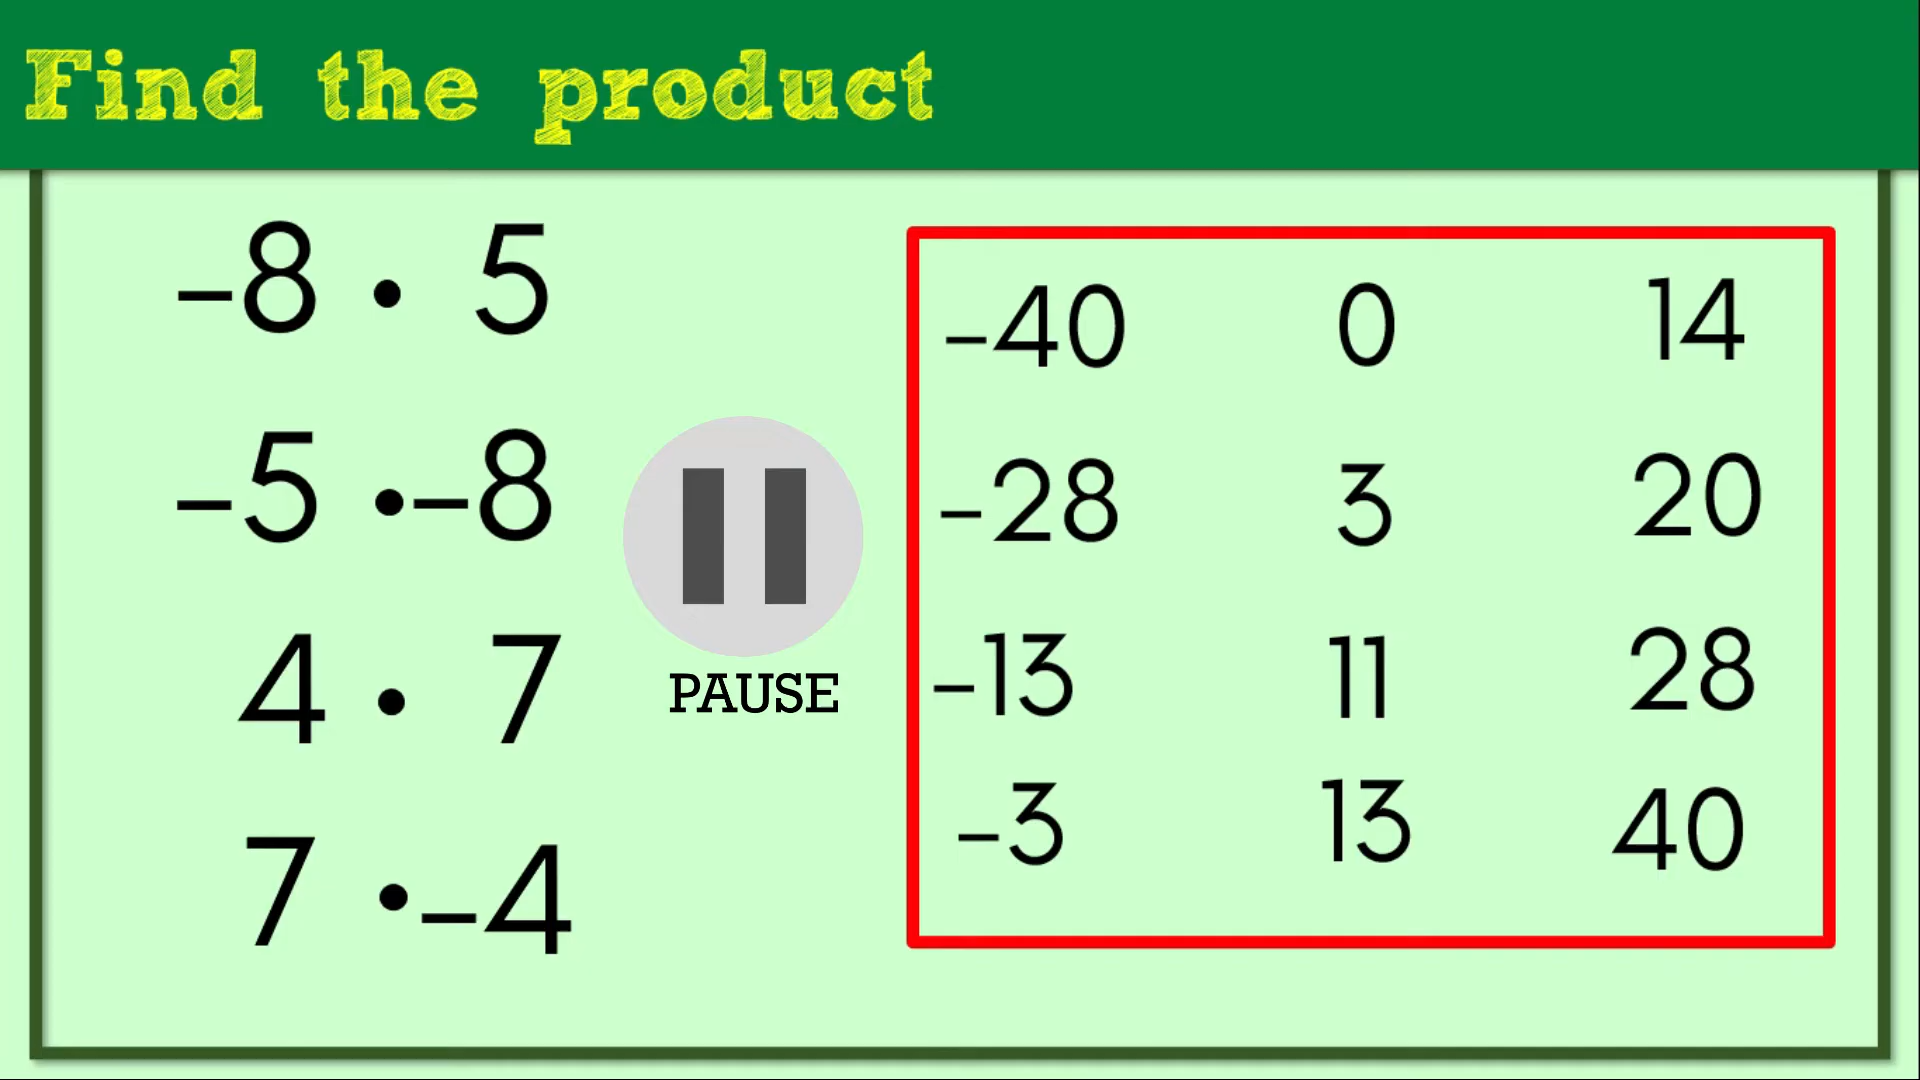 Find the product
–8 • 5
–5 •–8
4 • 7
7 •–4
PAUSE
–40 0 14
–28 3 20
–13 11 28
–3 13 40